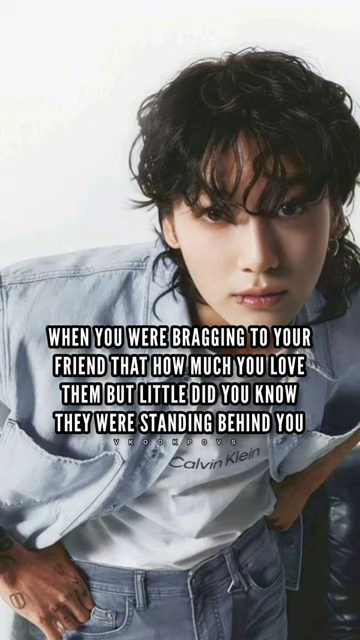 WHEN YOU WERE BRAGGING TO YOUR
FRIEND THAT HOW MUCH YOU LOVE
THEM BUT LITTLE DID YOU KNOW
THEY WERE STANDING BEHIND YOU
V K O O K P O V S
Calvin Klein